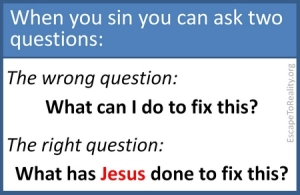 When you sin you can ask two
questions:
The wrong question:
What can I do to fix this?
The right question:
What has Jesus done to fix this?
EscapeToReality.org